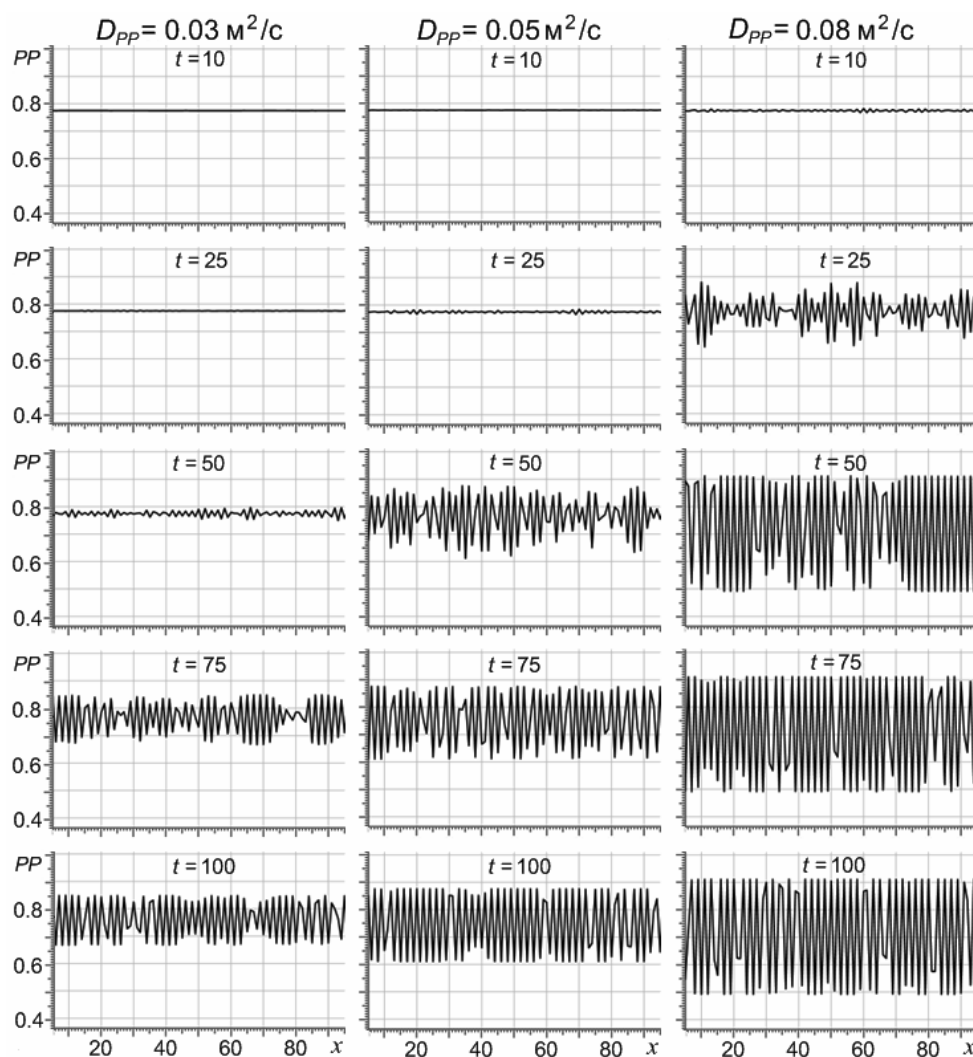 D_PP = 0.03 м²/с D_PP = 0.05 м²/с D_PP = 0.08 м²/с
PP t = 10 t = 10 t = 10
0.8
0.6
0.4
PP t = 25 t = 25 t = 25
0.8
0.6
0.4
PP t = 50 t = 50 t = 50
0.8
0.6
0.4
PP t = 75 t = 75 t = 75
0.8
0.6
0.4
PP t = 100 t = 100 t = 100
0.8
0.6
0.4
20 40 60 80 x 20 40 60 80 x 20 40 60 80 x